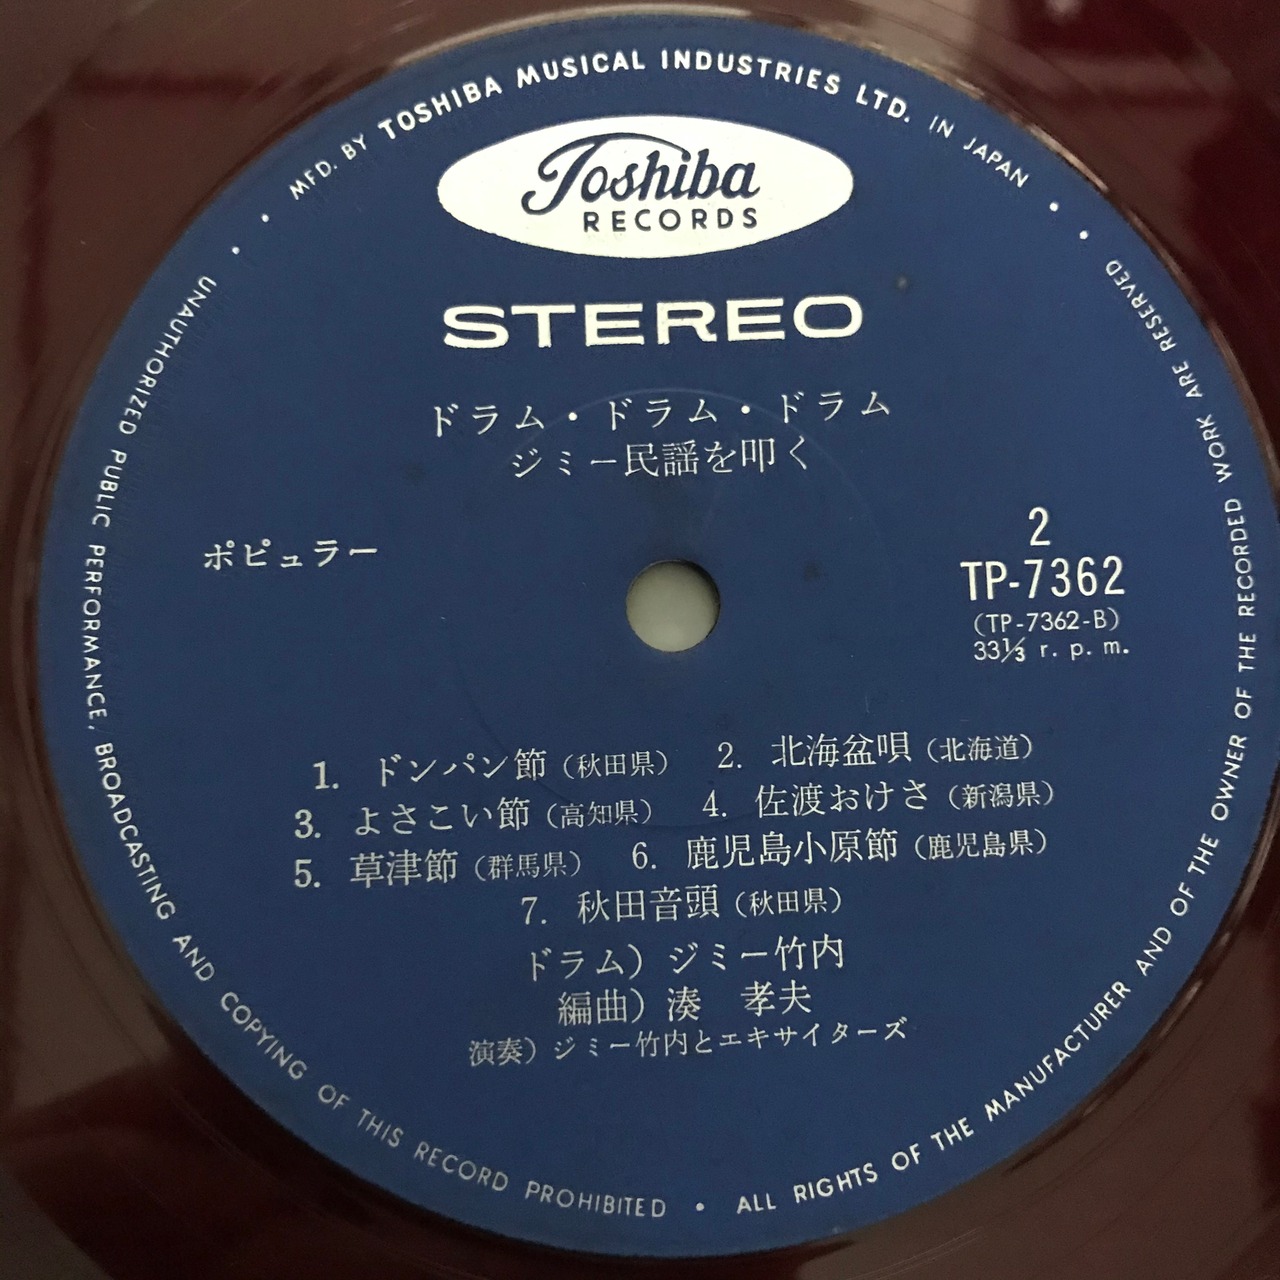 MFD. BY TOSHIBA MUSICAL INDUSTRIES LTD. IN JAPAN
Toshiba
RECORDS
STEREO
ドラム・ドラム・ドラム
ジミー民謡を叩く
ポピュラー
2
TP-7362
(TP-7362-B)
33⅓ r. p. m.
1. ドンパン節（秋田県） 2. 北海盆唄（北海道）
3. よさこい節（高知県） 4. 佐渡おけさ（新潟県）
5. 草津節（群馬県） 6. 鹿児島小原節（鹿児島県）
7. 秋田音頭（秋田県）
ドラム）ジミー竹内
編曲）湊 孝夫
演奏）ジミー竹内とエキサイターズ
UNAUTHORIZED PUBLIC PERFORMANCE, BROADCASTING AND COPYING OF THIS RECORD PROHIBITED • ALL RIGHTS OF THE MANUFACTURER AND OF THE OWNER OF THE RECORDED WORK ARE RESERVED